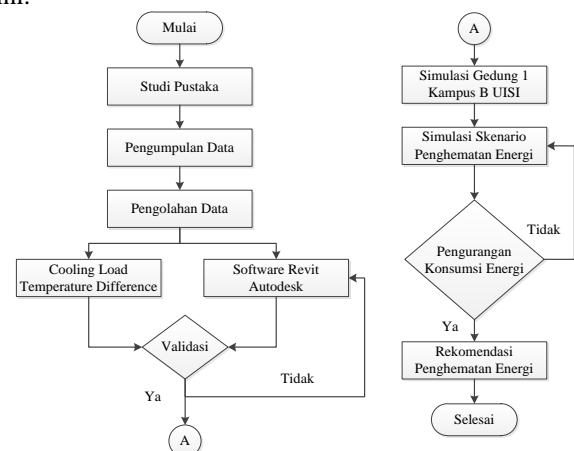 Mulai
Studi Pustaka
Pengumpulan Data
Pengolahan Data
Cooling Load
Temperature Difference
Software Revit
Autodesk
Validasi
Tidak
Ya
A
A
Simulasi Gedung 1
Kampus B UISI
Simulasi Skenario
Penghematan Energi
Pengurangan
Konsumsi Energi
Tidak
Ya
Rekomendasi
Penghematan Energi
Selesai